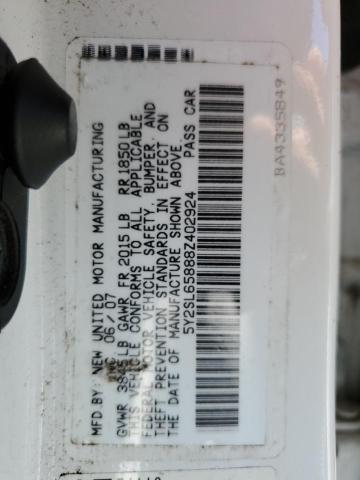 MFD BY: NEW UNITED MOTOR MANUFACTURING
INC 06/07
GVWR 3815LB GAWR FR 2015 LB RR 1850 LB
THIS VEHICLE CONFORMS TO ALL APPLICABLE
FEDERAL MOTOR VEHICLE SAFETY, BUMPER, AND
THEFT PREVENTION STANDARDS IN EFFECT ON
THE DATE OF MANUFACTURE SHOWN ABOVE.
5Y2SL65888Z402924 PASS CAR
BA4335849